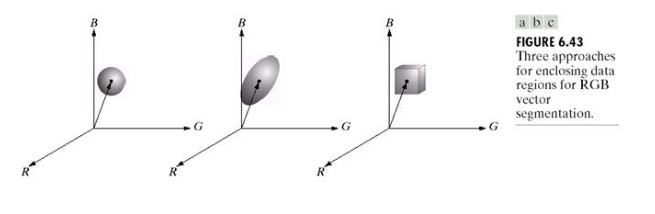 B
G
R
B
G
R
B
G
R
a b c
FIGURE 6.43
Three approaches
for enclosing data
regions for RGB
vector
segmentation.